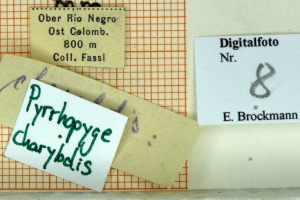 Ober Rio Negro
Ost Colomb.
800 m
Coll. Fassl
Digitalfoto
Nr.
8
E. Brockmann
Pyrrhopyge
charybdis